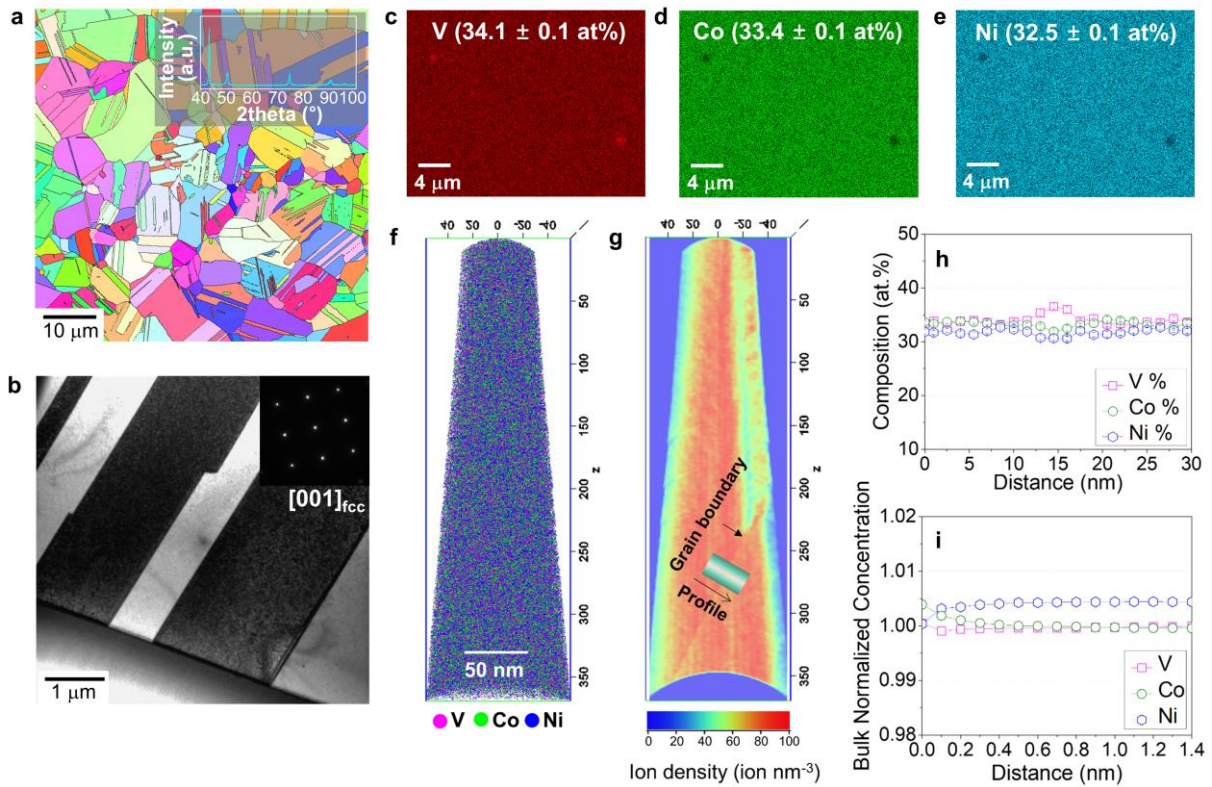 a
Intensity
(a.u.)
40 50 60 70 80 90 100
2theta (°)
10 μm
b
[001]fcc
1 μm
c
V (34.1 ± 0.1 at%)
4 μm
d
Co (33.4 ± 0.1 at%)
4 μm
e
Ni (32.5 ± 0.1 at%)
4 μm
f
40 20 0 -20 -40
50
100
150
z
200
250
300
350
50 nm
V Co Ni
g
40 20 0 -20 -40
50
100
150
z
200
250
300
350
Grain boundary
Profile
0 20 40 60 80 100
Ion density (ion nm-3)
h
Composition (at.%)
50
40
30
20
10
V %
Co %
Ni %
0 5 10 15 20 25 30
Distance (nm)
i
Bulk Normalized Concentration
1.02
1.01
1.00
0.99
0.98
V
Co
Ni
0.0 0.2 0.4 0.6 0.8 1.0 1.2 1.4
Distance (nm)